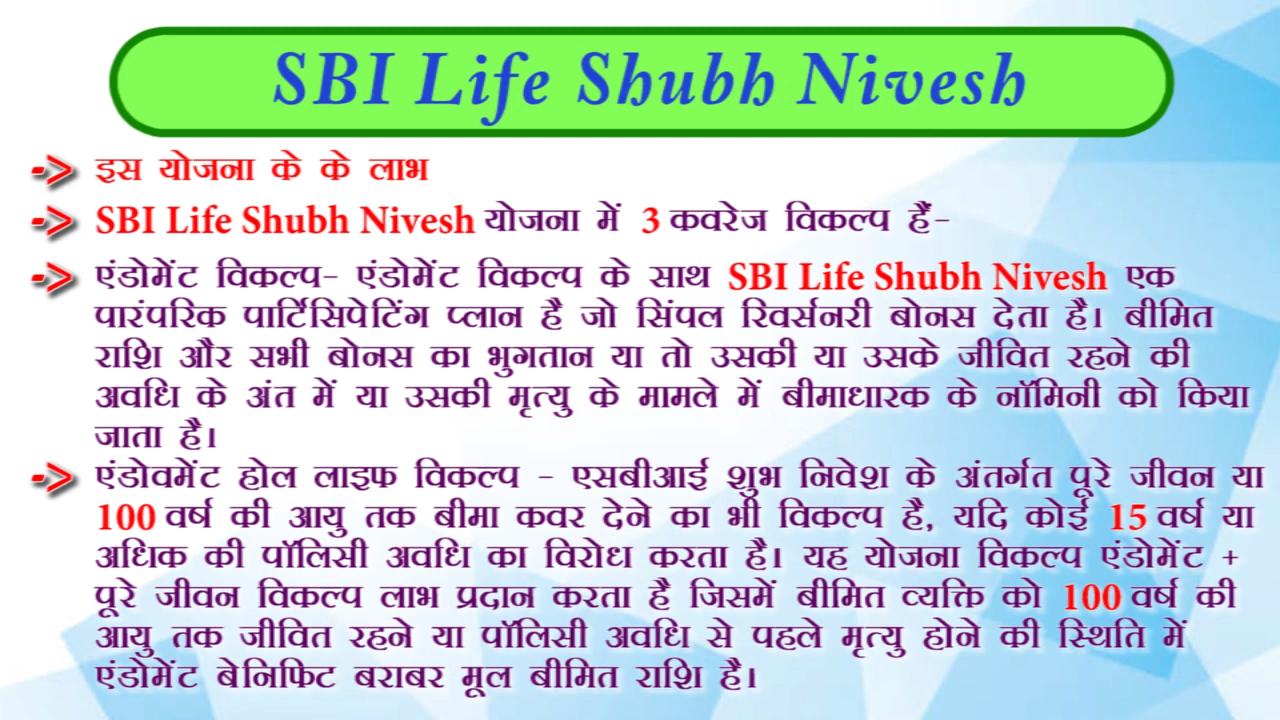 SBI Life Shubh Nivesh
-> इस योजना के के लाभ
-> SBI Life Shubh Nivesh योजना में 3 कवरेज विकल्प हैं-
-> एंडोमेंट विकल्प- एंडोमेंट विकल्प के साथ SBI Life Shubh Nivesh एक
पारंपरिक पार्टिसिपेटिंग प्लान है जो सिंपल रिवर्सनरी बोनस देता है। बीमित
राशि और सभी बोनस का भुगतान या तो उसकी या उसके जीवित रहने की
अवधि के अंत में या उसकी मृत्यु के मामले में बीमाधारक के नॉमिनी को किया
जाता है।
-> एंडोवमेंट होल लाइफ विकल्प - एसबीआई शुभ निवेश के अंतर्गत पूरे जीवन या
100 वर्ष की आयु तक बीमा कवर देने का भी विकल्प है, यदि कोई 15 वर्ष या
अधिक की पॉलिसी अवधि का विरोध करता है। यह योजना विकल्प एंडोमेंट +
पूरे जीवन विकल्प लाभ प्रदान करता है जिसमें बीमित व्यक्ति को 100 वर्ष की
आयु तक जीवित रहने या पॉलिसी अवधि से पहले मृत्यु होने की स्थिति में
एंडोमेंट बेनिफिट बराबर मूल बीमित राशि है।